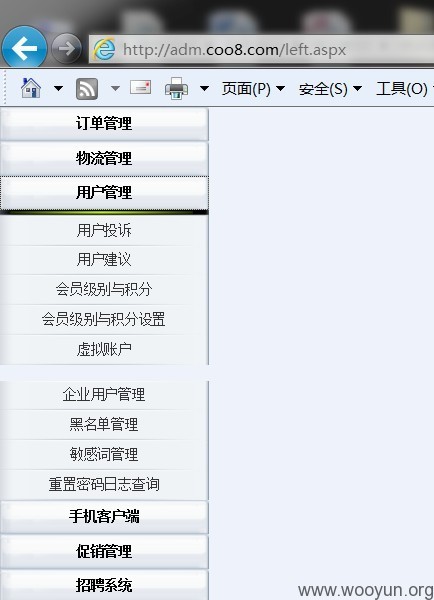 http://adm.coo8.com/left.aspx
页面(P) 安全(S) 工具(O)
订单管理
物流管理
用户管理
用户投诉
用户建议
会员级别与积分
会员级别与积分设置
虚拟账户
企业用户管理
黑名单管理
敏感词管理
重置密码日志查询
手机客户端
促销管理
招聘系统
www.wooyun.org